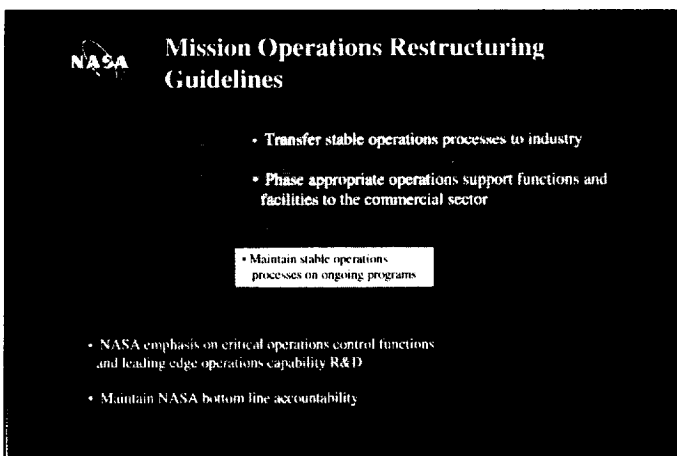 NASA
Mission Operations Restructuring
Guidelines
• Transfer stable operations processes to industry
• Phase appropriate operations support functions and
facilities to the commercial sector
• Maintain stable operations
processes on ongoing programs
• NASA emphasis on critical operations control functions
and leading edge operations capability R&D
• Maintain NASA bottom line accountability